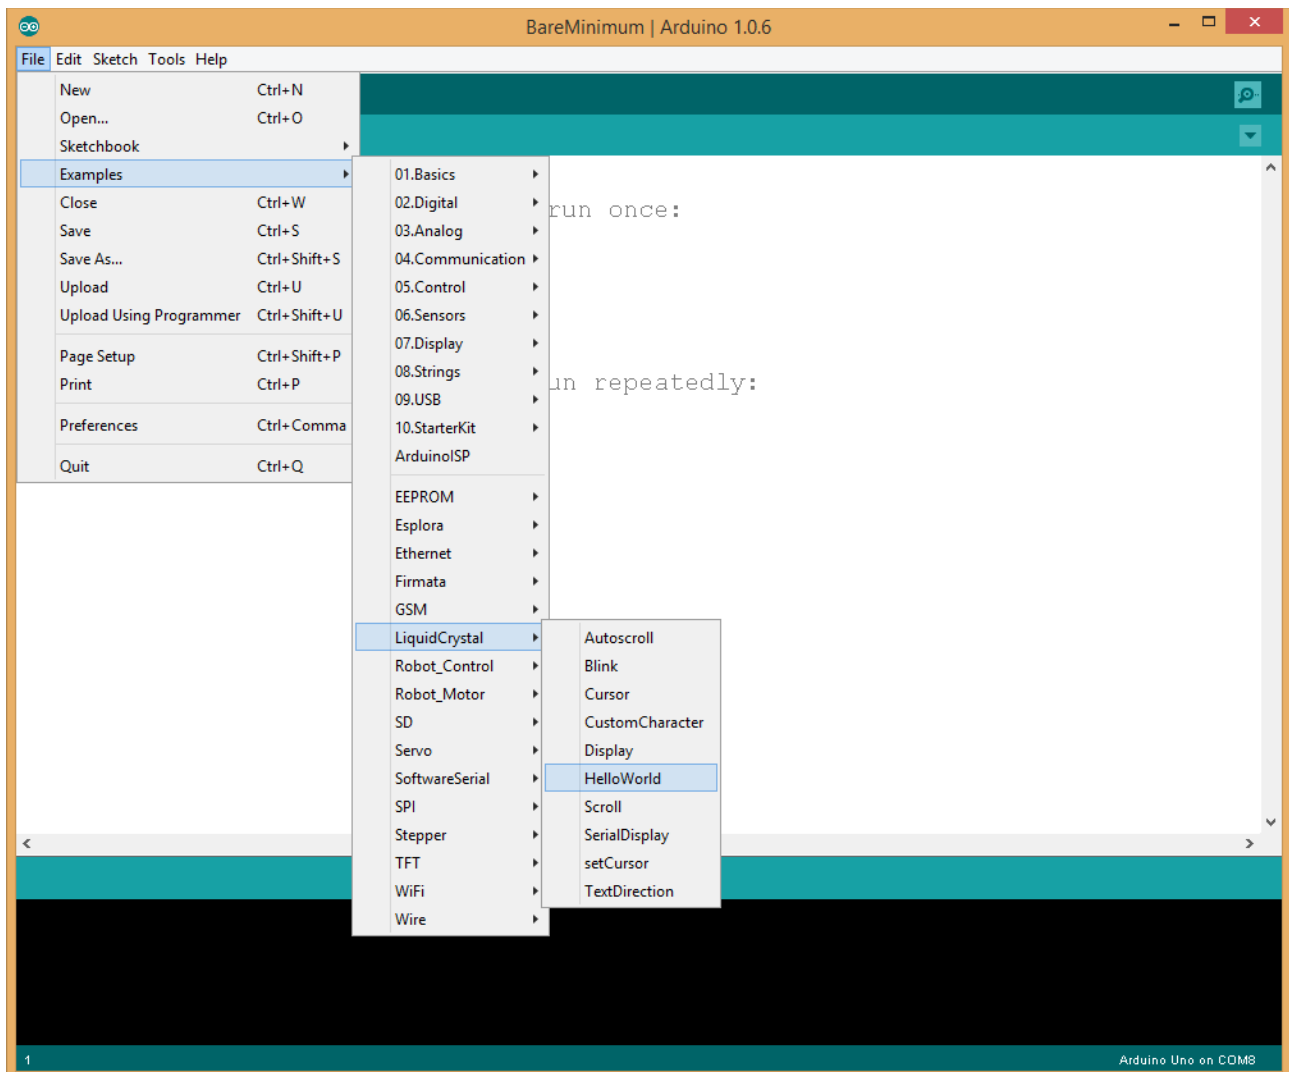 BareMinimum | Arduino 1.0.6
File Edit Sketch Tools Help
New Ctrl+N
Open... Ctrl+O
Sketchbook
Examples
Close Ctrl+W
Save Ctrl+S
Save As... Ctrl+Shift+S
Upload Ctrl+U
Upload Using Programmer Ctrl+Shift+U
Page Setup Ctrl+Shift+P
Print Ctrl+P
Preferences Ctrl+Comma
Quit Ctrl+Q
01.Basics
02.Digital
03.Analog
04.Communication
05.Control
06.Sensors
07.Display
08.Strings
09.USB
10.StarterKit
ArduinoISP
EEPROM
Esplora
Ethernet
Firmata
GSM
LiquidCrystal
Robot_Control
Robot_Motor
SD
Servo
SoftwareSerial
SPI
Stepper
TFT
WiFi
Wire
Autoscroll
Blink
Cursor
CustomCharacter
Display
HelloWorld
Scroll
SerialDisplay
setCursor
TextDirection
run once:
un repeatedly:
1
Arduino Uno on COM8